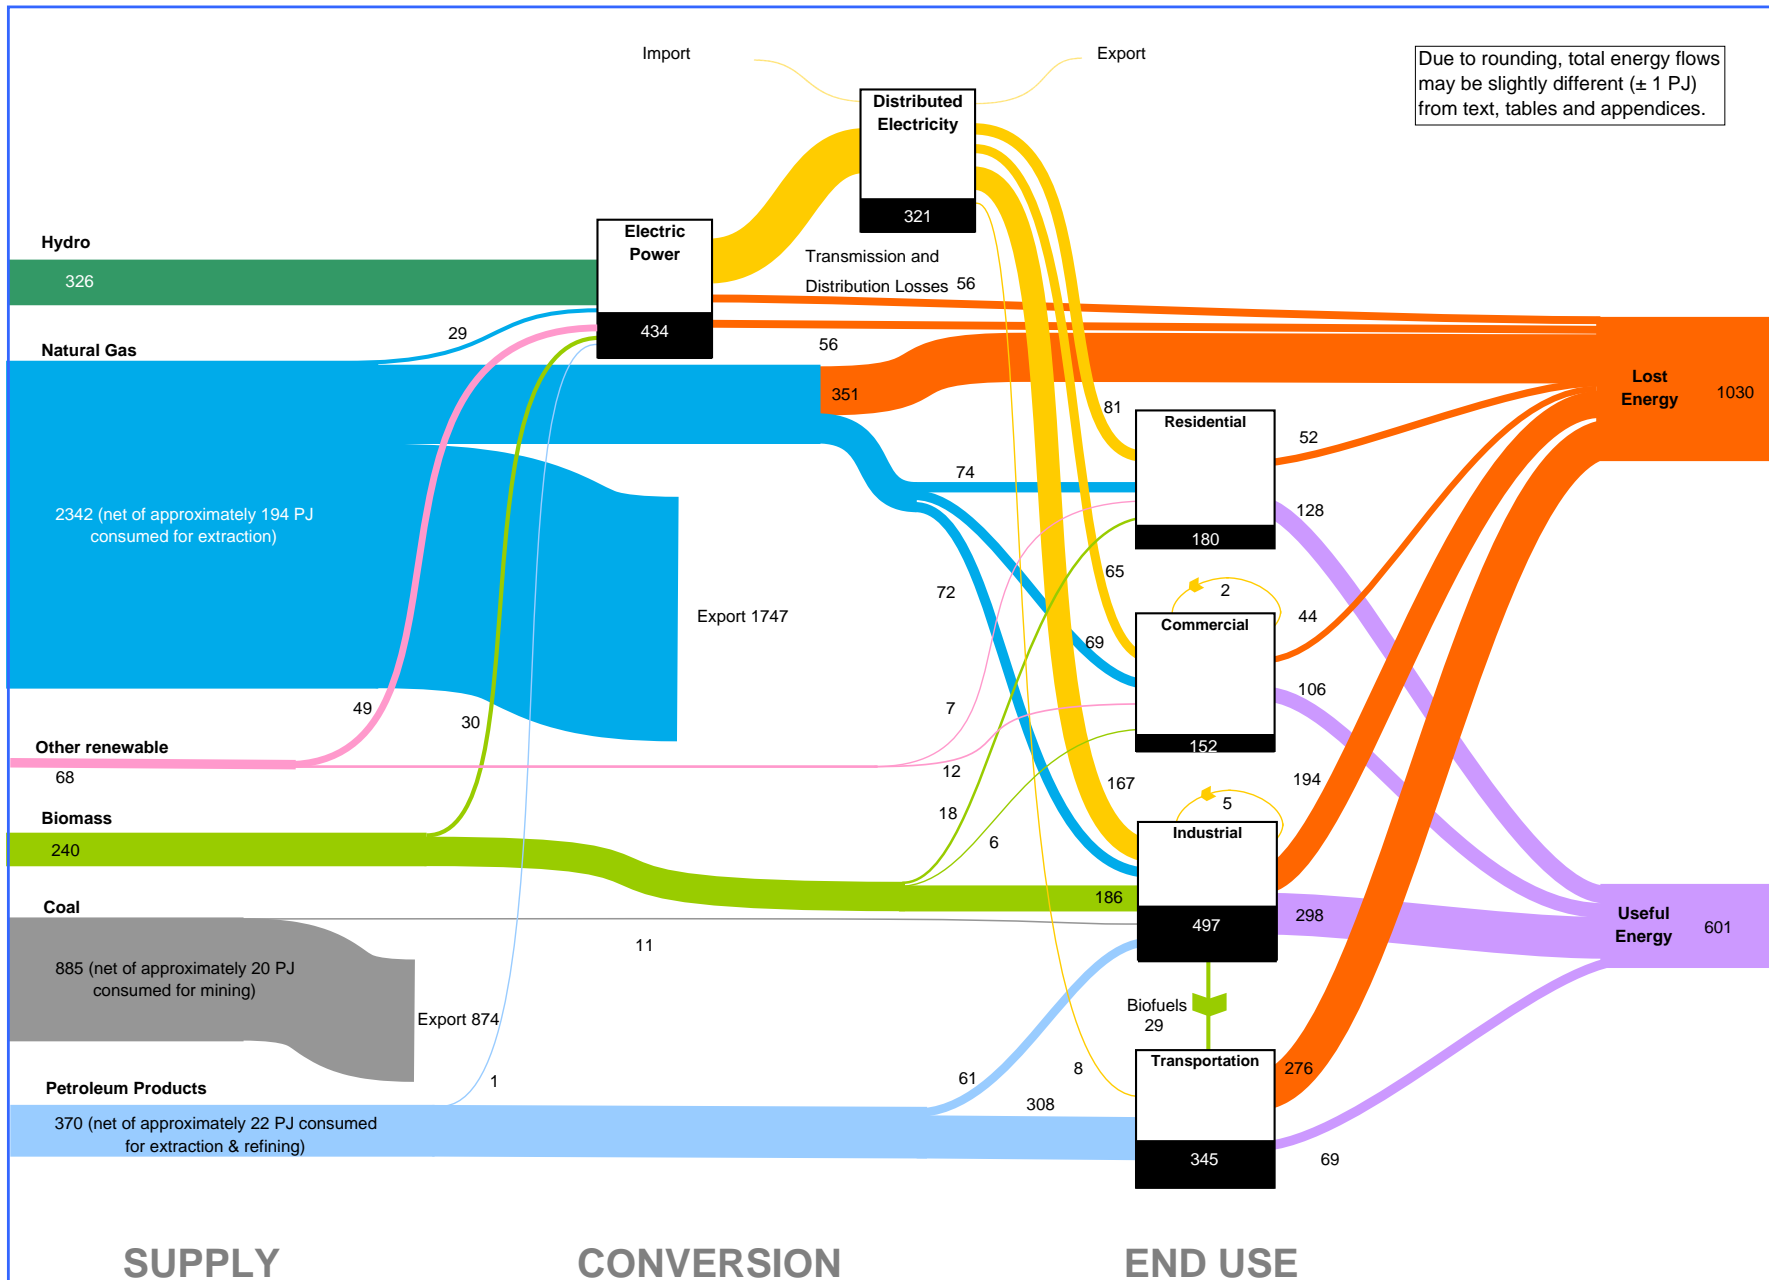 Import
Export
Due to rounding, total energy flows
may be slightly different (± 1 PJ)
from text, tables and appendices.
Distributed
Electricity
321
Hydro
326
Electric
Power
434
Transmission and
Distribution Losses 56
29
Natural Gas
56
351
Lost
Energy
1030
81
Residential
52
74
2342 (net of approximately 194 PJ
consumed for extraction)
128
180
65
72
2
Export 1747
Commercial
44
69
106
49
30
7
Other renewable
152
68
12
167
194
5
Biomass
18
Industrial
240
6
186
Coal
298
Useful
Energy
601
497
11
885 (net of approximately 20 PJ
consumed for mining)
Biofuels
29
Export 874
Transportation
8
276
1
61
Petroleum Products
308
370 (net of approximately 22 PJ consumed
for extraction & refining)
345
69
SUPPLY
CONVERSION
END USE